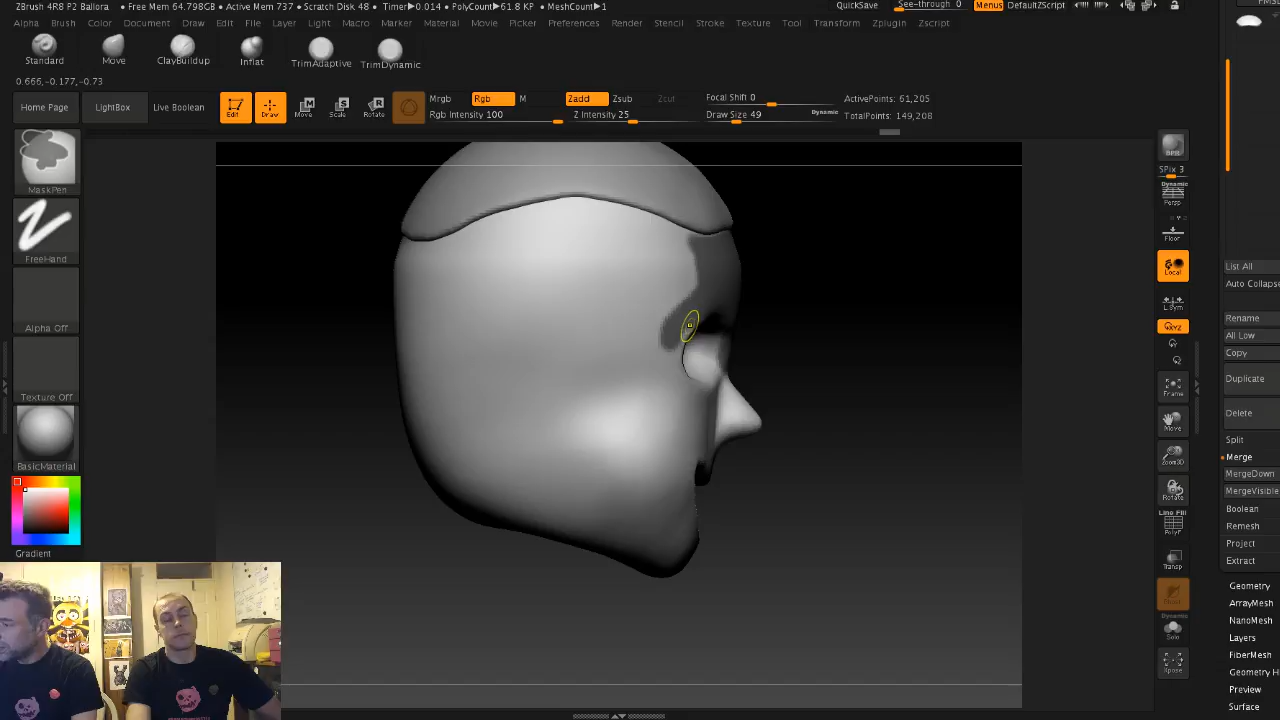 ZBrush 4R8 P2 Ballora • Free Mem 64.798GB • Active Mem 737 • Scratch Disk 48 • Timer▶0.014 • PolyCount▶61.8 KP • MeshCount▶1
QuickSave See-through 0 Menus DefaultZScript
Alpha Brush Color Document Draw Edit File Layer Light Macro Marker Material Movie Picker Preferences Render Stencil Stroke Texture Tool Transform Zplugin Zscript
Standard Move ClayBuildup Inflat TrimAdaptive TrimDynamic
0.666,-0.177,-0.73
Home Page LightBox Live Boolean Edit Draw Move Scale Rotate
Mrgb Rgb M Zadd Zsub Zcut Focal Shift 0 ActivePoints: 61,205
Rgb Intensity 100 Z Intensity 25 Draw Size 49 Dynamic TotalPoints: 149,208
MaskPen
FreeHand
Alpha Off
Texture Off
BasicMaterial
Gradient
BPR
SPix 3
Dynamic
Persp
Floor
Local
L.Sym
XYZ
Frame
Move
Zoom3D
Rotate
Line Fill
PolyF
Transp
Dynamic
Solo
Xpose
List All
Auto Collapse
Rename
All Low
Copy
Duplicate
Delete
Split
Merge
MergeDown
MergeVisible
Boolean
Remesh
Project
Extract
Geometry
ArrayMesh
NanoMesh
Layers
FiberMesh
Geometry H
Preview
Surface